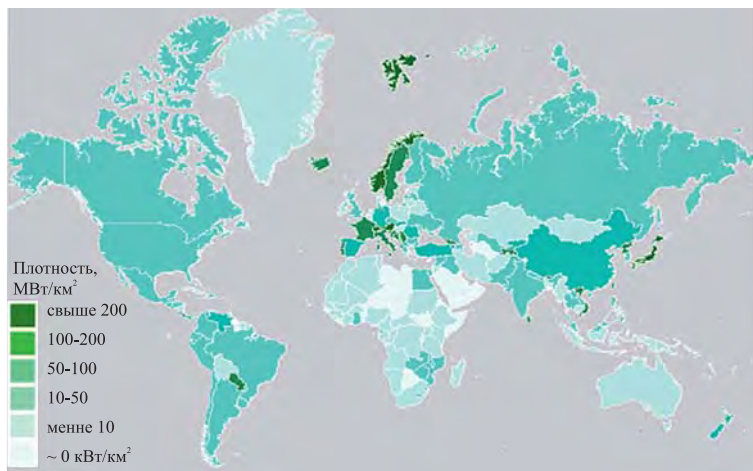 Плотность,
МВт/км²
свыше 200
100-200
50-100
10-50
менне 10
~ 0 кВт/км²